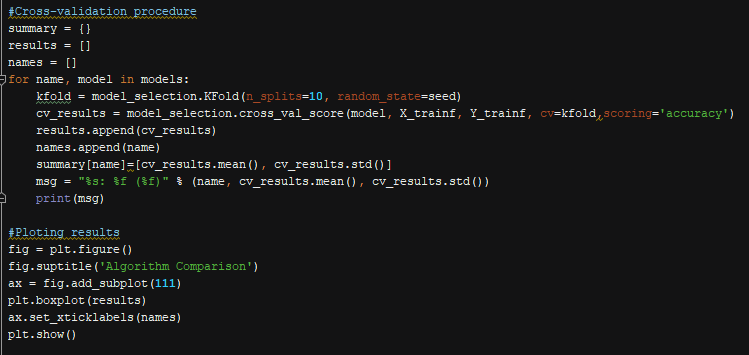 #Cross-validation procedure
summary = {}
results = []
names = []
for name, model in models:
    kfold = model_selection.KFold(n_splits=10, random_state=seed)
    cv_results = model_selection.cross_val_score(model, X_trainf, Y_trainf, cv=kfold,scoring='accuracy')
    results.append(cv_results)
    names.append(name)
    summary[name]=[cv_results.mean(), cv_results.std()]
    msg = "%s: %f (%f)" % (name, cv_results.mean(), cv_results.std())
    print(msg)

#Ploting results
fig = plt.figure()
fig.suptitle('Algorithm Comparison')
ax = fig.add_subplot(111)
plt.boxplot(results)
ax.set_xticklabels(names)
plt.show()